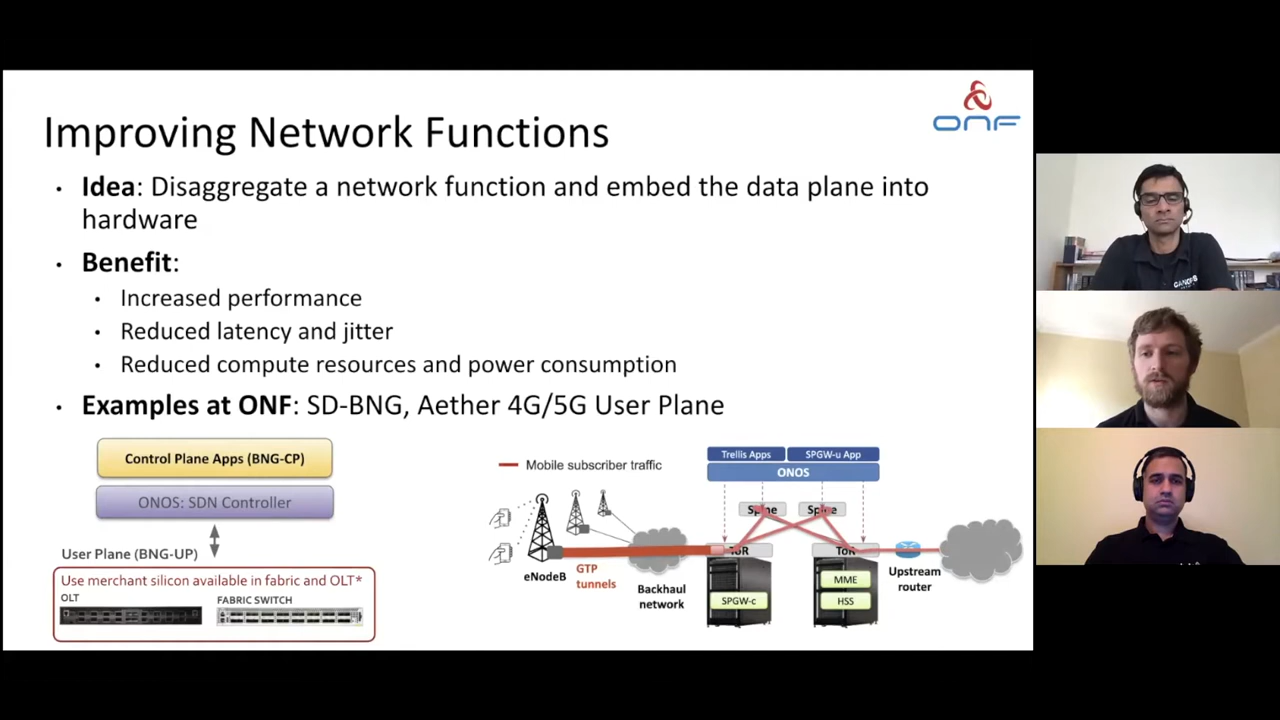 ONF
Improving Network Functions
• Idea: Disaggregate a network function and embed the data plane into
hardware
• Benefit:
• Increased performance
• Reduced latency and jitter
• Reduced compute resources and power consumption
• Examples at ONF: SD-BNG, Aether 4G/5G User Plane
Control Plane Apps (BNG-CP)
ONOS: SDN Controller
User Plane (BNG-UP)
Use merchant silicon available in fabric and OLT*
OLT
FABRIC SWITCH
Mobile subscriber traffic
Trellis Apps
SPGW-u App
ONOS
Spine
Spine
ToR
ToR
eNodeB
GTP
tunnels
Backhaul
network
SPGW-c
MME
HSS
Upstream
router